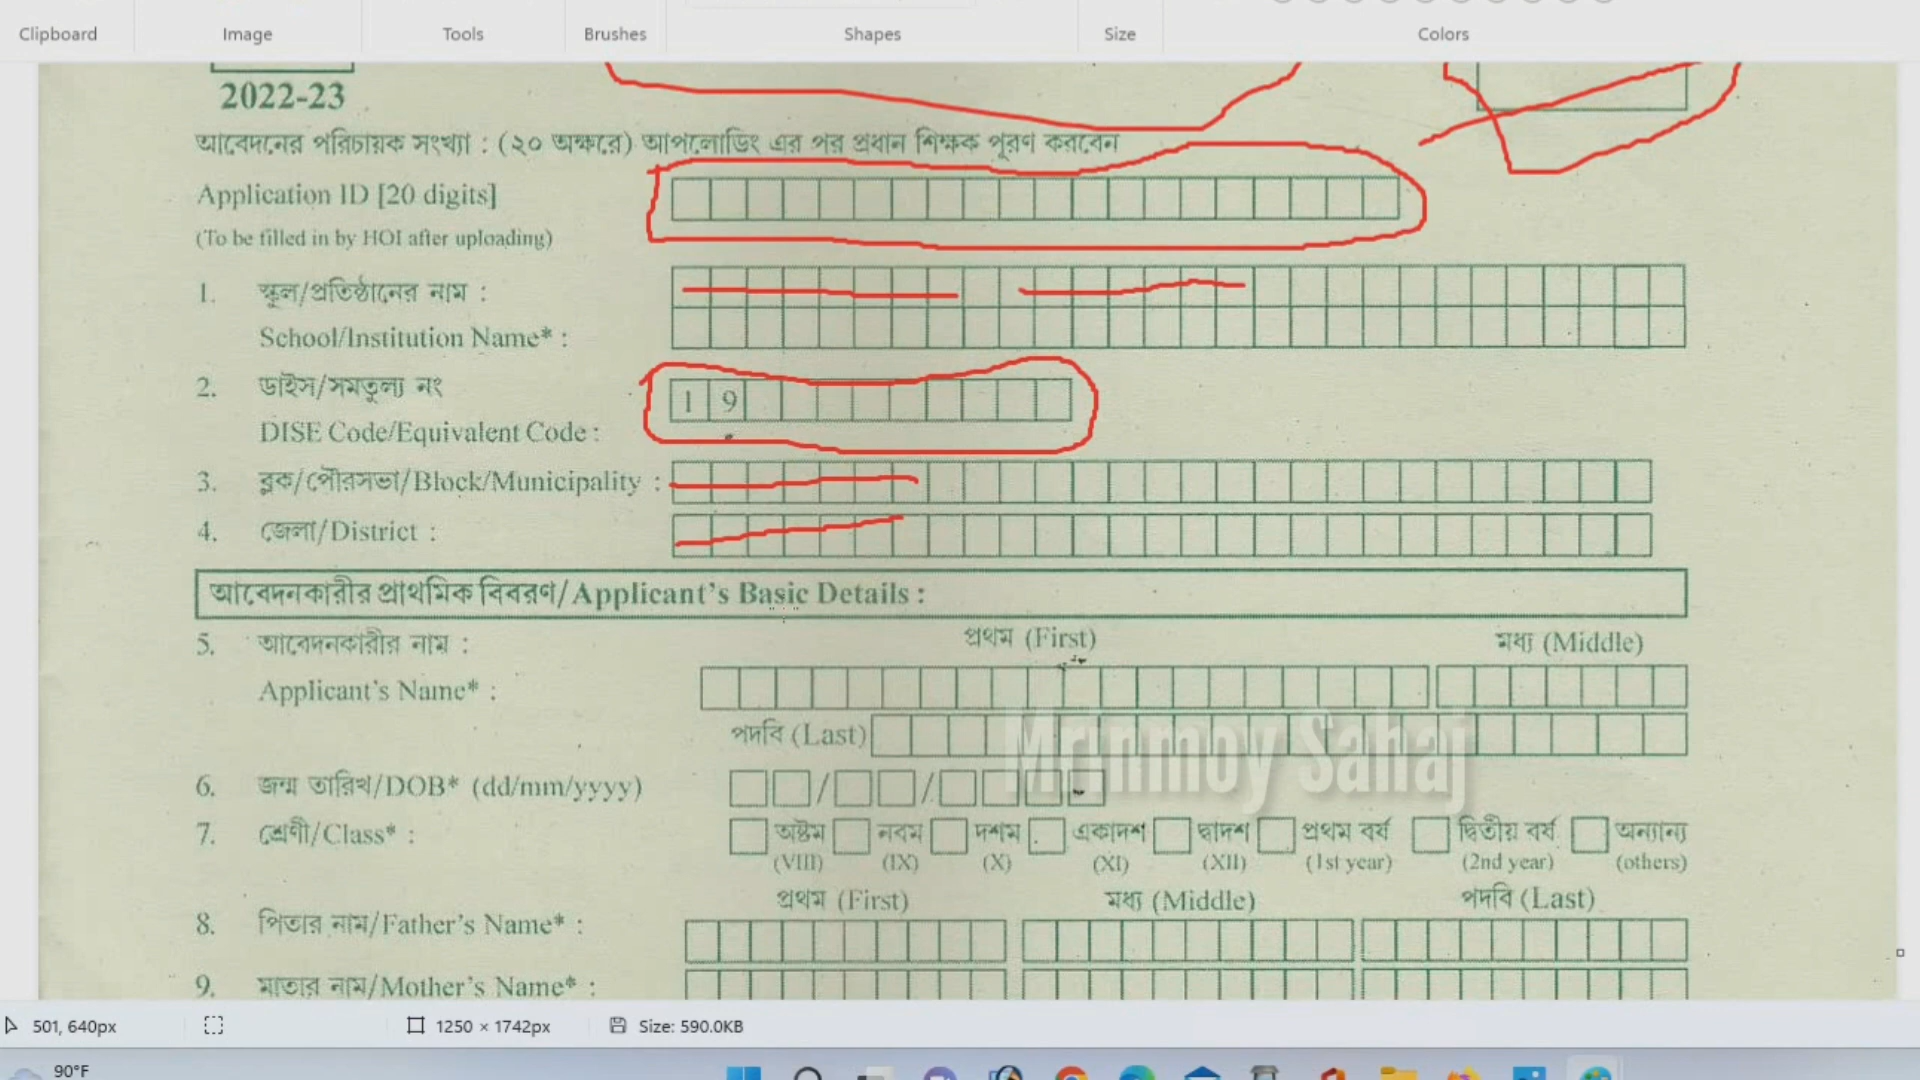 Clipboard Image Tools Brushes Shapes Size Colors
2022-23
আবেদনের পরিচায়ক সংখ্যা : (২০ অক্ষরে) আপলোডিং এর পর প্রধান শিক্ষক পূরণ করবেন
Application ID [20 digits]
(To be filled in by HOI after uploading)
1. স্কুল/প্রতিষ্ঠানের নাম :
School/Institution Name* :
2. ডাইস/সমতুল্য নং
1 9
DISE Code/Equivalent Code :
3. ব্লক/পৌরসভা/Block/Municipality :
4. জেলা/District :
আবেদনকারীর প্রাথমিক বিবরণ/Applicant's Basic Details :
5. আবেদনকারীর নাম : প্রথম (First) মধ্য (Middle)
Applicant's Name* :
পদবি (Last)
Mrinmoy Sahaj
6. জন্ম তারিখ/DOB* (dd/mm/yyyy) / /
7. শ্রেণী/Class* : অষ্টম নবম দশম একাদশ দ্বাদশ প্রথম বর্ষ দ্বিতীয় বর্ষ অন্যান্য
(VIII) (IX) (X) (XI) (XII) (1st year) (2nd year) (others)
প্রথম (First) মধ্য (Middle) পদবি (Last)
8. পিতার নাম/Father's Name* :
9. মাতার নাম/Mother's Name* :
501, 640px 1250 × 1742px Size: 590.0KB
90°F